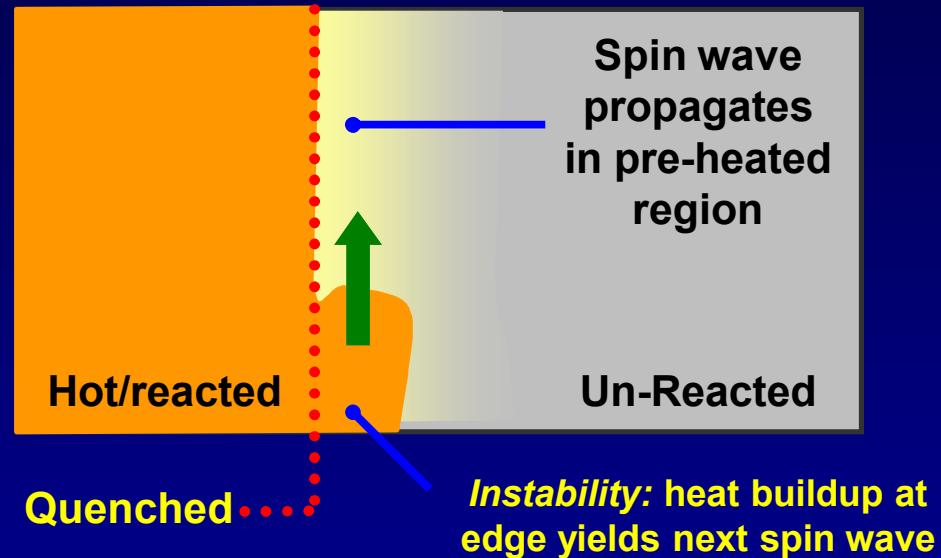 Spin wave
propagates
in pre-heated
region
Hot/reacted
Un-Reacted
Quenched
Instability: heat buildup at
edge yields next spin wave